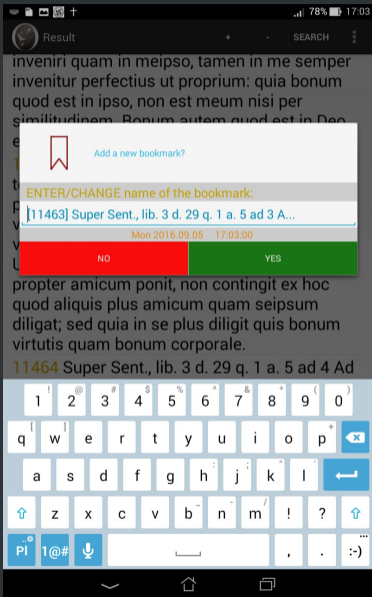 78% 17:03
Result + - SEARCH
inveniri quam in meipso, tamen in me semper
invenitur perfectius ut proprium: quia bonum
quod est in ipso, non est meum nisi per
similitudinem. Bonum autem quod est in Deo
Add a new bookmark?
ENTER/CHANGE name of the bookmark:
[11463] Super Sent., lib. 3 d. 29 q. 1 a. 5 ad 3 A...
Mon 2016.09.05 17:03:00
NO YES
propter amicum ponit, non contingit ex hoc
quod aliquis plus amicum quam seipsum
diligat; sed quia in se plus diligit quis bonum
virtutis quam bonum corporale.
11464 Super Sent., lib. 3 d. 29 q. 1 a. 5 ad 4 Ad
! @ # $ % ^ & * ( )
1 2 3 4 5 6 7 8 9 0
[ ] < > +
q w e r t y u i o p
: ; " '
a s d f g h j k l
- /
z x c v b n m ! ?
Pl 1@# , . :-)